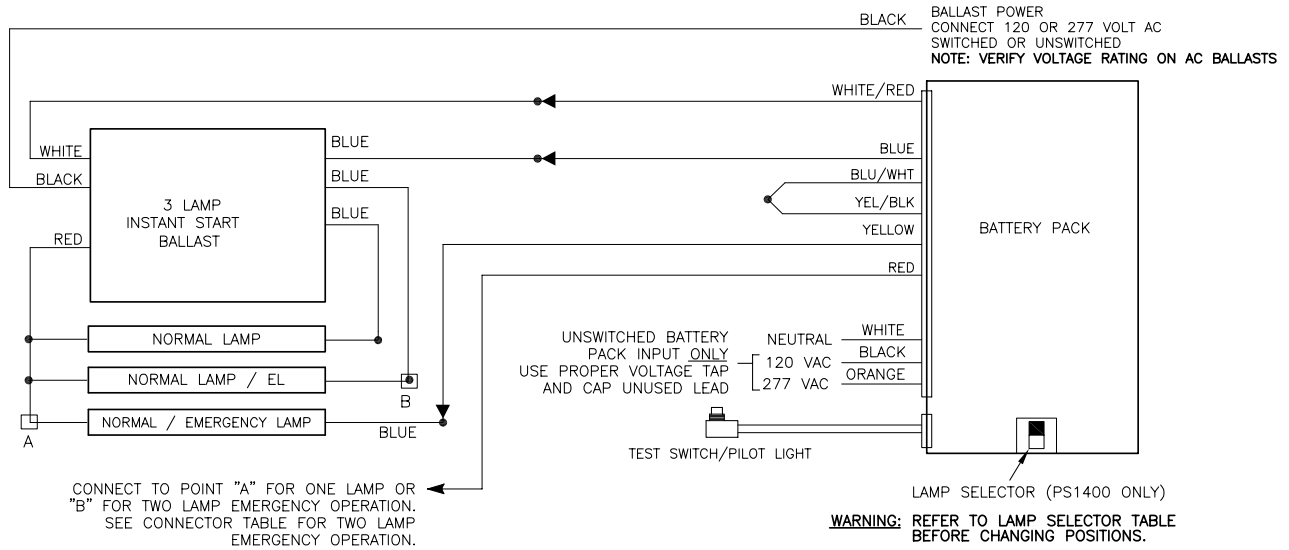 BLACK
BALLAST POWER
CONNECT 120 OR 277 VOLT AC
SWITCHED OR UNSWITCHED
NOTE: VERIFY VOLTAGE RATING ON AC BALLASTS
WHITE/RED
WHITE
BLUE
BLUE
BLACK
BLUE
BLU/WHT
3 LAMP
INSTANT START
BALLAST
BLUE
YEL/BLK
RED
YELLOW
BATTERY PACK
RED
NORMAL LAMP
NORMAL LAMP / EL
B
NORMAL / EMERGENCY LAMP
A
BLUE
UNSWITCHED BATTERY
PACK INPUT ONLY
USE PROPER VOLTAGE TAP
AND CAP UNUSED LEAD
NEUTRAL
WHITE
120 VAC
BLACK
277 VAC
ORANGE
TEST SWITCH/PILOT LIGHT
CONNECT TO POINT "A" FOR ONE LAMP OR
"B" FOR TWO LAMP EMERGENCY OPERATION.
SEE CONNECTOR TABLE FOR TWO LAMP
EMERGENCY OPERATION.
LAMP SELECTOR (PS1400 ONLY)
WARNING: REFER TO LAMP SELECTOR TABLE
BEFORE CHANGING POSITIONS.